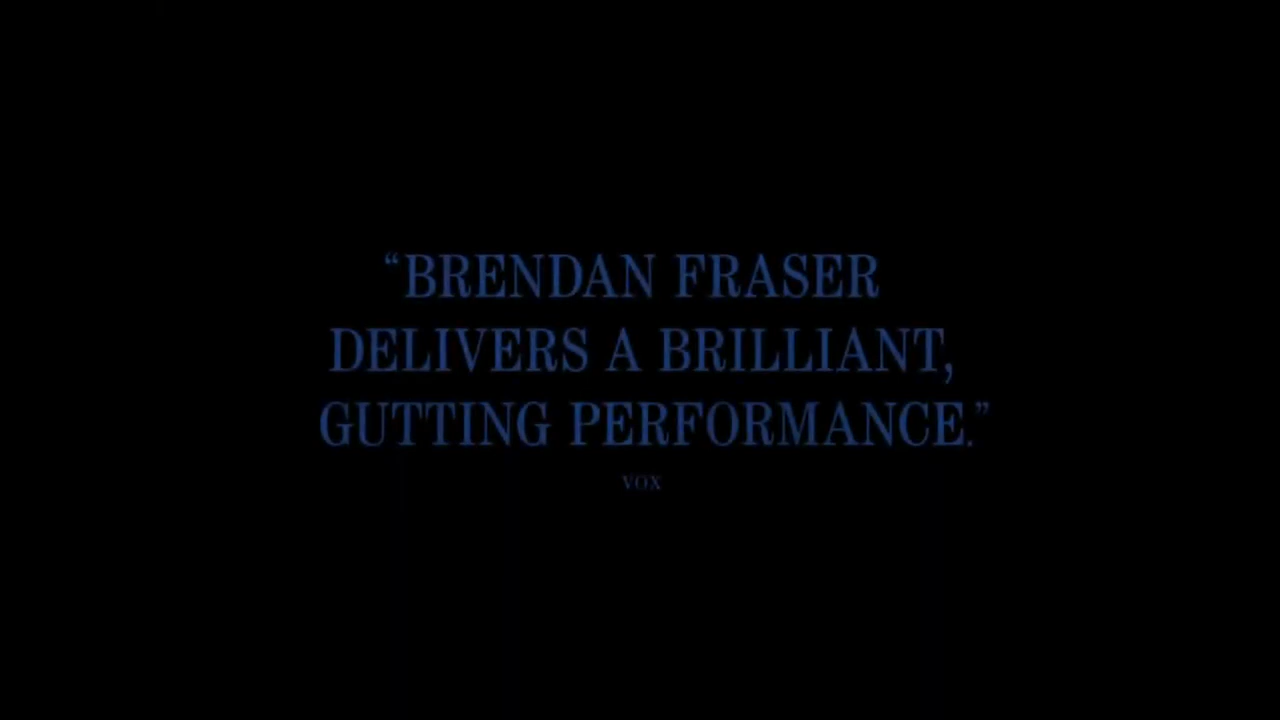 “BRENDAN FRASER
DELIVERS A BRILLIANT,
GUTTING PERFORMANCE.”
VOX